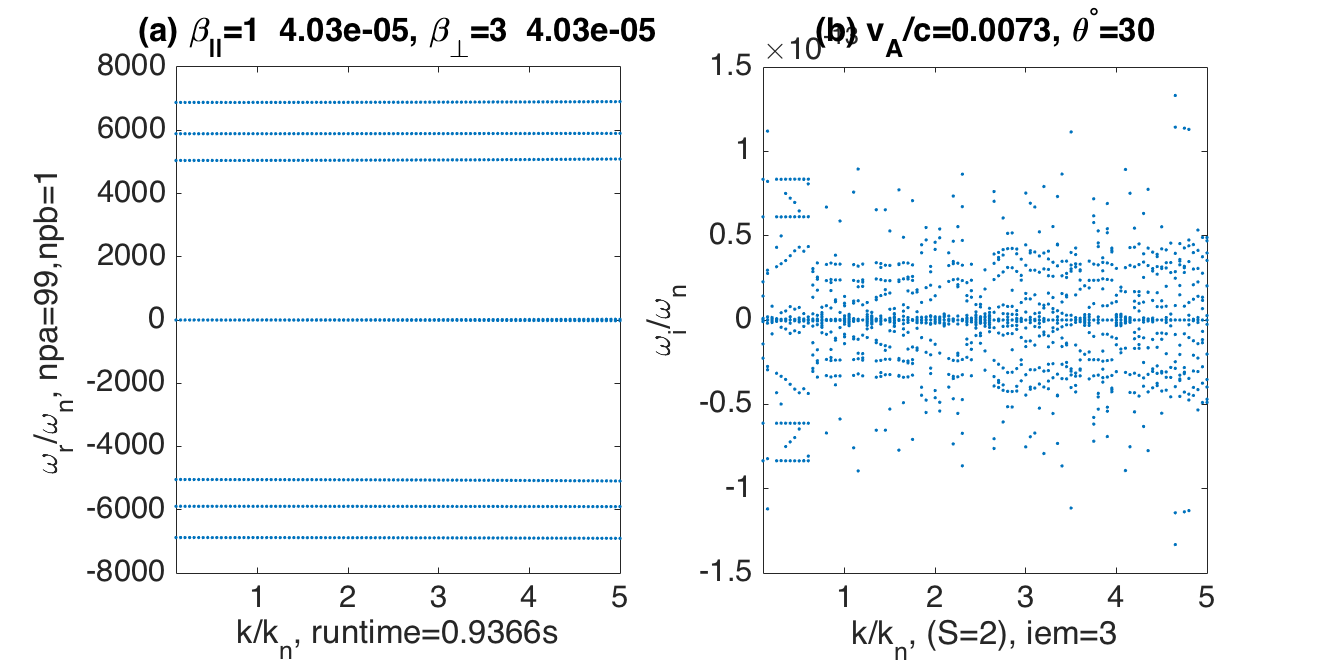 (a) β||=1 4.03e-05, β⊥=3 4.03e-05
8000
6000
4000
2000
0
-2000
-4000
-6000
-8000
ωr/ωn, npa=99,npb=1
1 2 3 4 5
k/kn, runtime=0.9366s
(b) vA/c=0.0073, θ°=30
×10-13
1.5
1
0.5
0
-0.5
-1
-1.5
ωi/ωn
1 2 3 4 5
k/kn, (S=2), iem=3